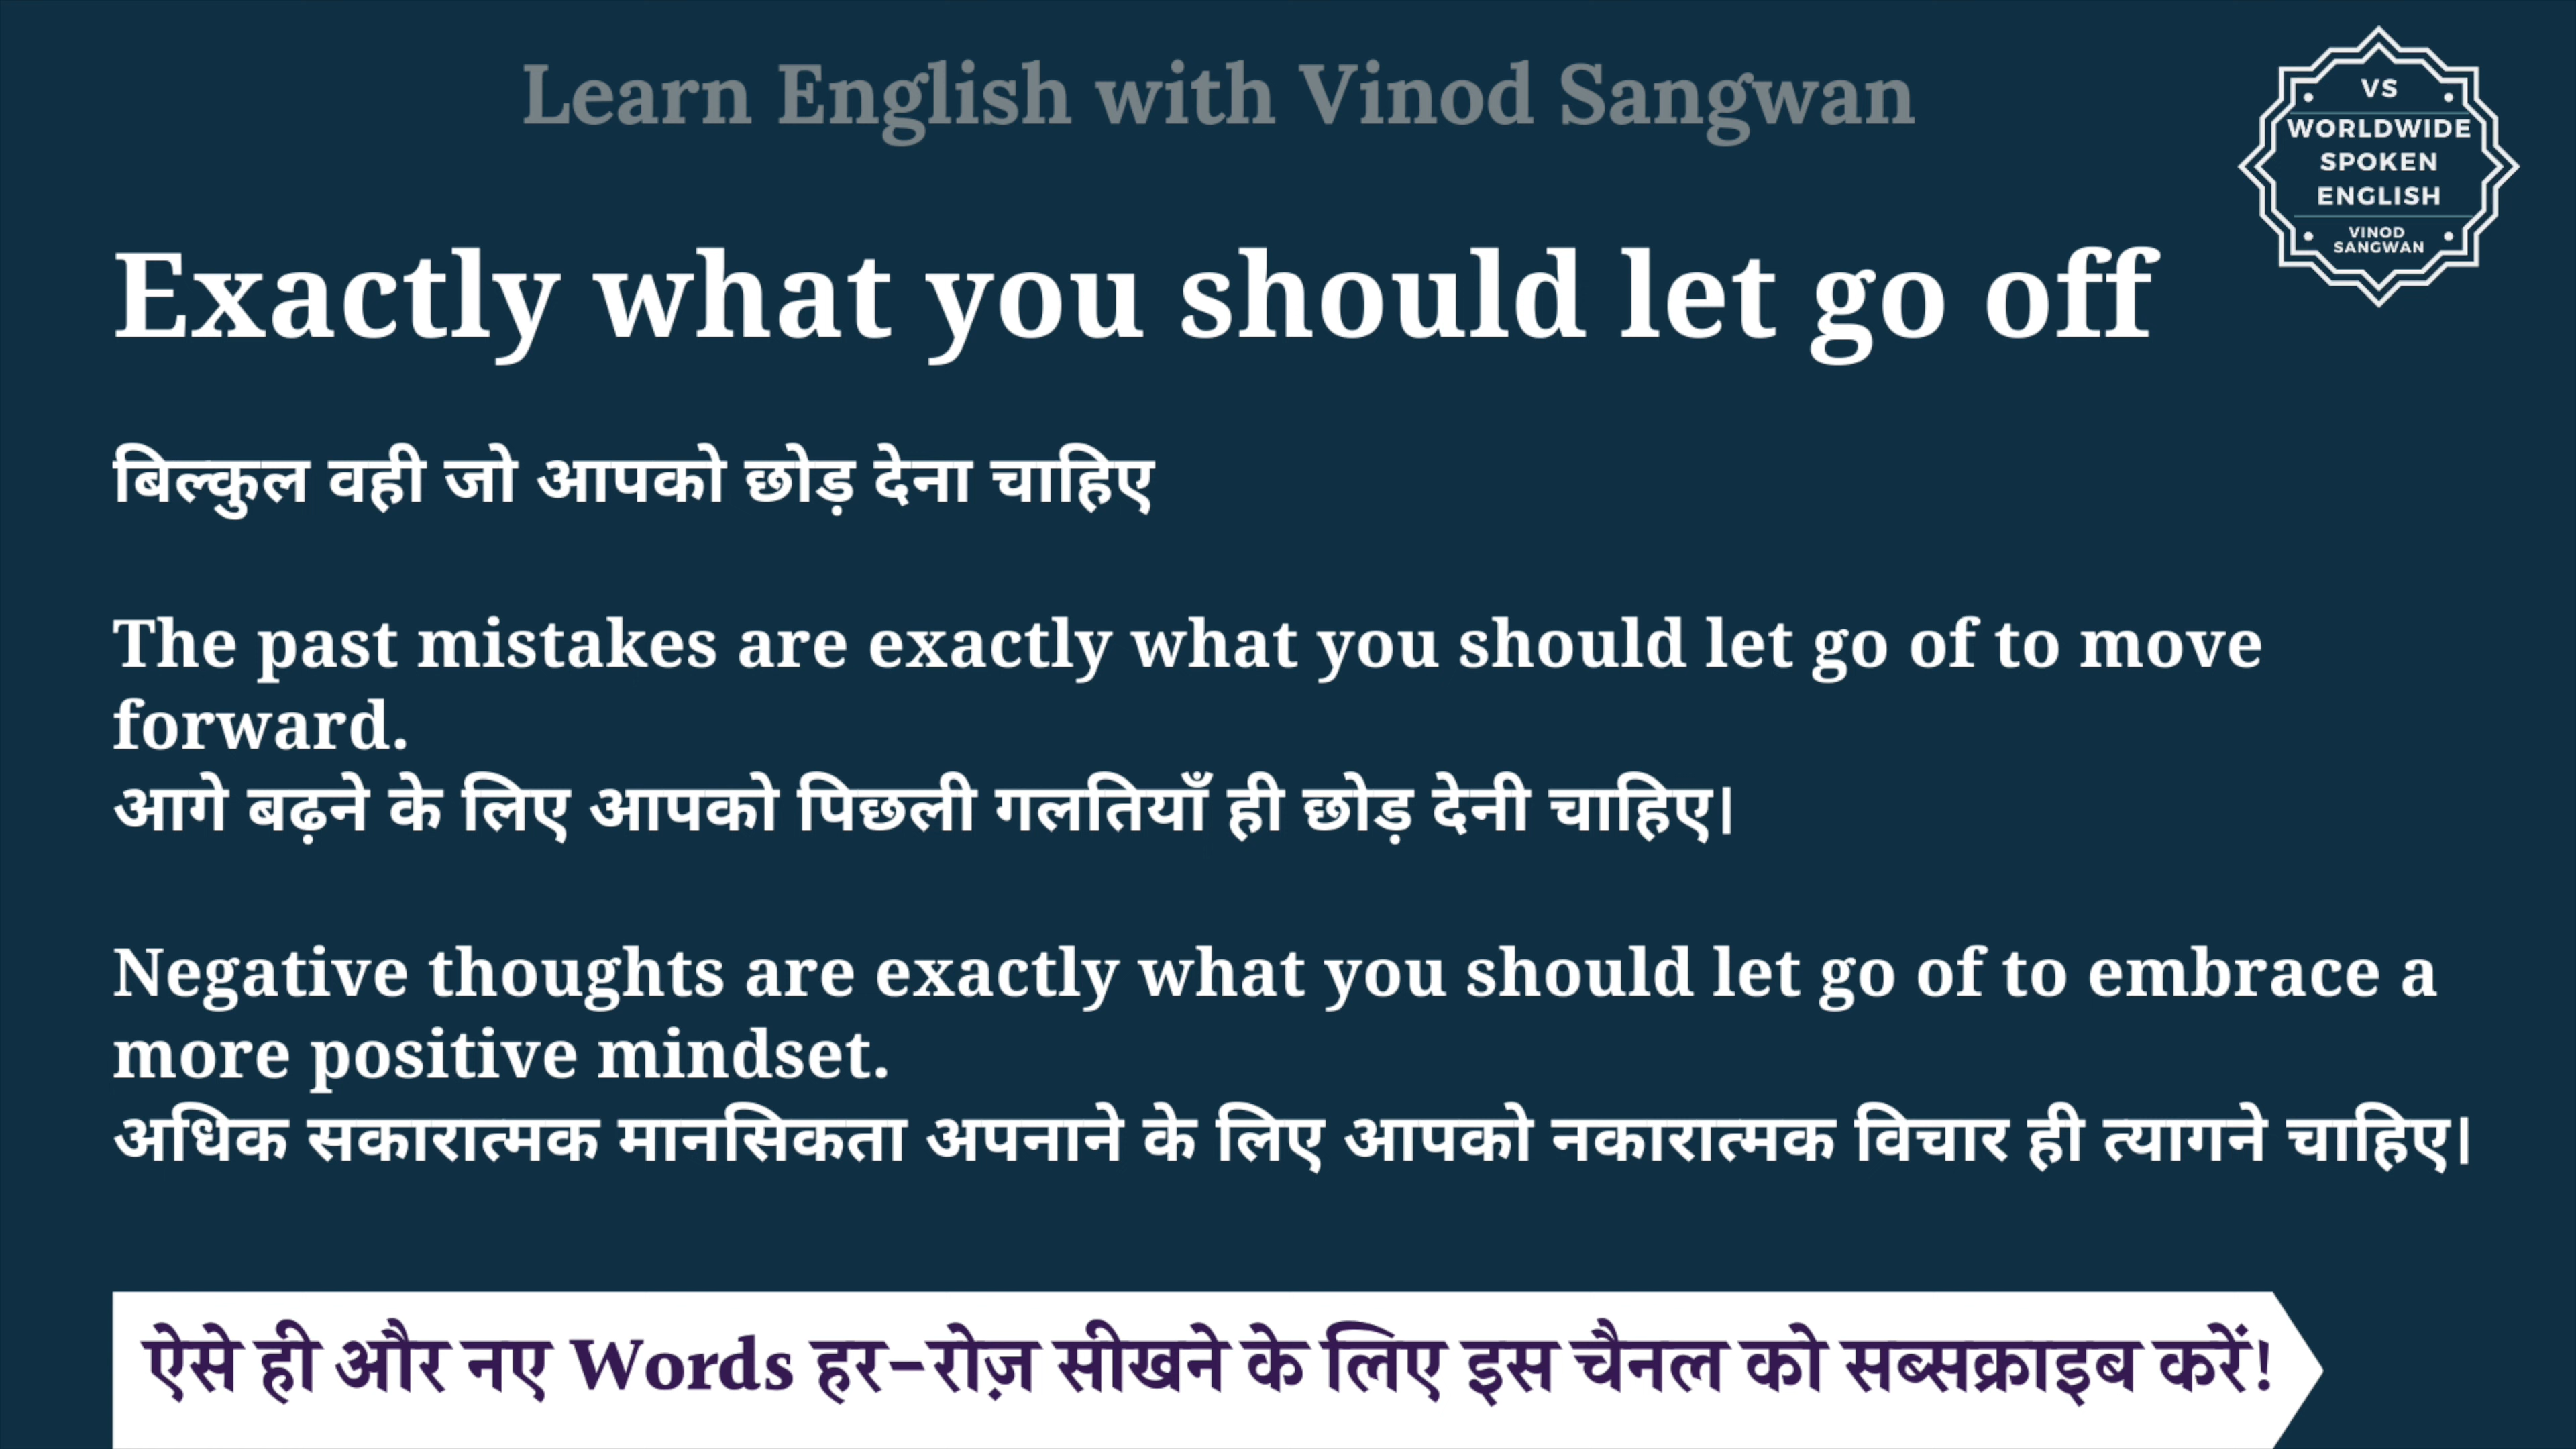 Learn English with Vinod Sangwan
VS
WORLDWIDE
SPOKEN
ENGLISH
VINOD
SANGWAN
Exactly what you should let go off
बिल्कुल वही जो आपको छोड़ देना चाहिए
The past mistakes are exactly what you should let go of to move
forward.
आगे बढ़ने के लिए आपको पिछली गलतियाँ ही छोड़ देनी चाहिए।
Negative thoughts are exactly what you should let go of to embrace a
more positive mindset.
अधिक सकारात्मक मानसिकता अपनाने के लिए आपको नकारात्मक विचार ही त्यागने चाहिए।
ऐसे ही और नए Words हर-रोज़ सीखने के लिए इस चैनल को सब्सक्राइब करें!